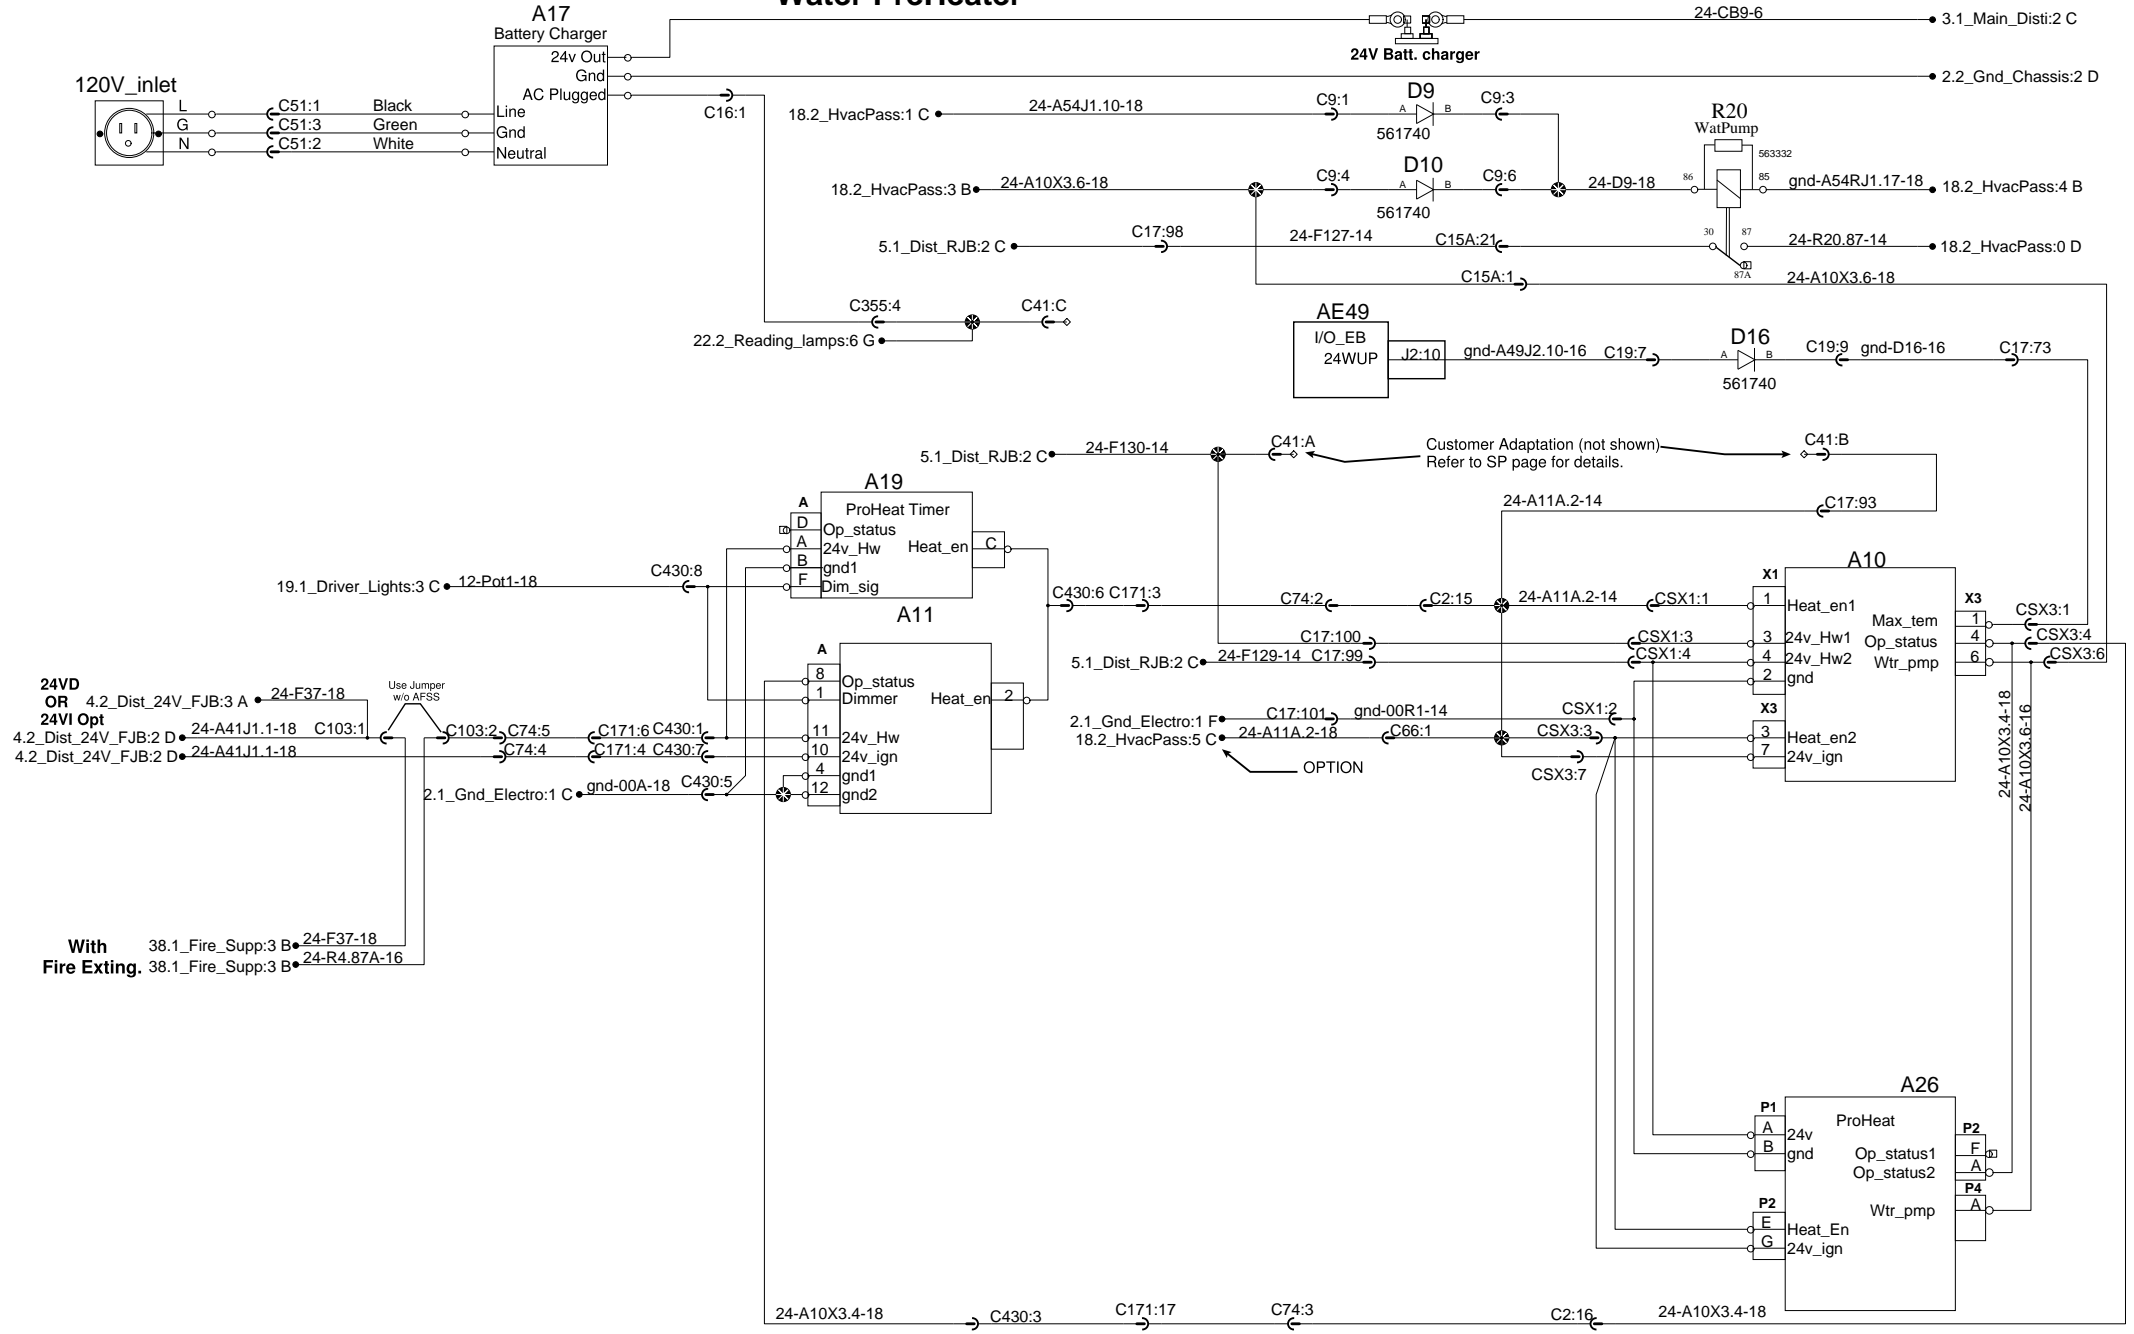 A17
Battery Charger
24v Out
Gnd
AC Plugged
Line
Gnd
Neutral
120V_inlet
L
G
N
C51:1
C51:3
C51:2
Black
Green
White
C16:1
24V Batt. charger
24-CB9-6
3.1_Main_Disti:2 C
2.2_Gnd_Chassis:2 D
18.2_HvacPass:1 C
24-A54J1.10-18
C9:1
D9
A
B
561740
C9:3
18.2_HvacPass:3 B
24-A10X3.6-18
C9:4
D10
A
B
561740
C9:6
24-D9-18
R20
WatPump
563332
86
85
30
87
87A
gnd-A54RJ1.17-18
18.2_HvacPass:4 B
5.1_Dist_RJB:2 C
C17:98
24-F127-14
C15A:21
24-R20.87-14
18.2_HvacPass:0 D
C15A:1
24-A10X3.6-18
C355:4
C41:C
22.2_Reading_lamps:6 G
AE49
I/O_EB
24WUP
J2:10
gnd-A49J2.10-16
C19:7
D16
A
B
561740
C19:9
gnd-D16-16
C17:73
5.1_Dist_RJB:2 C
24-F130-14
C41:A
Customer Adaptation (not shown)
Refer to SP page for details.
C41:B
24-A11A.2-14
C17:93
A19
A
ProHeat Timer
D
Op_status
A
24v_Hw
B
gnd1
F
Dim_sig
Heat_en
C
19.1_Driver_Lights:3 C
12-Pot1-18
C430:8
C430:6
C171:3
C74:2
C2:15
24-A11A.2-14
CSX1:1
A11
A
8
Op_status
1
Dimmer
11
24v_Hw
10
24v_ign
4
gnd1
12
gnd2
Heat_en
2
A10
X1
1
Heat_en1
3
24v_Hw1
4
24v_Hw2
2
gnd
X3
3
Heat_en2
7
24v_ign
X3
Max_tem
1
Op_status
4
Wtr_pmp
6
CSX3:1
CSX3:4
CSX3:6
C17:100
CSX1:3
5.1_Dist_RJB:2 C
24-F129-14
C17:99
CSX1:4
2.1_Gnd_Electro:1 F
C17:101
gnd-00R1-14
CSX1:2
18.2_HvacPass:5 C
24-A11A.2-18
C66:1
CSX3:3
OPTION
CSX3:7
24-A10X3.4-18
24-A10X3.6-16
24VD
OR
24VI Opt
4.2_Dist_24V_FJB:3 A
24-F37-18
4.2_Dist_24V_FJB:2 D
24-A41J1.1-18
C103:1
4.2_Dist_24V_FJB:2 D
24-A41J1.1-18
Use Jumper
w/o AFSS
C103:2
C74:5
C171:6
C430:1
C74:4
C171:4
C430:7
2.1_Gnd_Electro:1 C
gnd-00A-18
C430:5
With
Fire Exting.
38.1_Fire_Supp:3 B
24-F37-18
38.1_Fire_Supp:3 B
24-R4.87A-16
A26
P1
ProHeat
A
24v
B
gnd
P2
Op_status1
F
Op_status2
A
P4
Wtr_pmp
A
P2
E
Heat_En
G
24v_ign
24-A10X3.4-18
C430:3
C171:17
C74:3
C2:16
24-A10X3.4-18